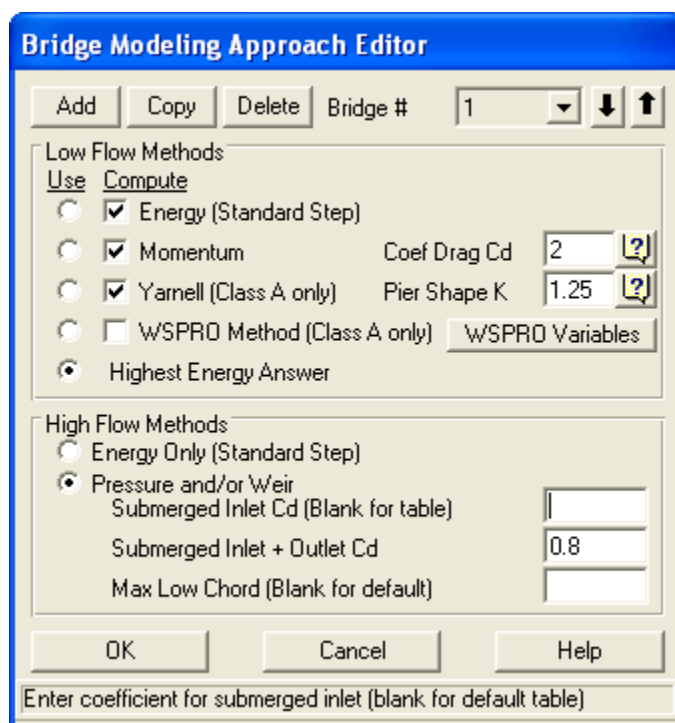 Bridge Modeling Approach Editor
Add Copy Delete Bridge # 1
Low Flow Methods
Use Compute
Energy (Standard Step)
Momentum Coef Drag Cd 2 ?
Yarnell (Class A only) Pier Shape K 1.25 ?
WSPRO Method (Class A only) WSPRO Variables
Highest Energy Answer
High Flow Methods
Energy Only (Standard Step)
Pressure and/or Weir
Submerged Inlet Cd (Blank for table)
Submerged Inlet + Outlet Cd 0.8
Max Low Chord (Blank for default)
OK Cancel Help
Enter coefficient for submerged inlet (blank for default table)